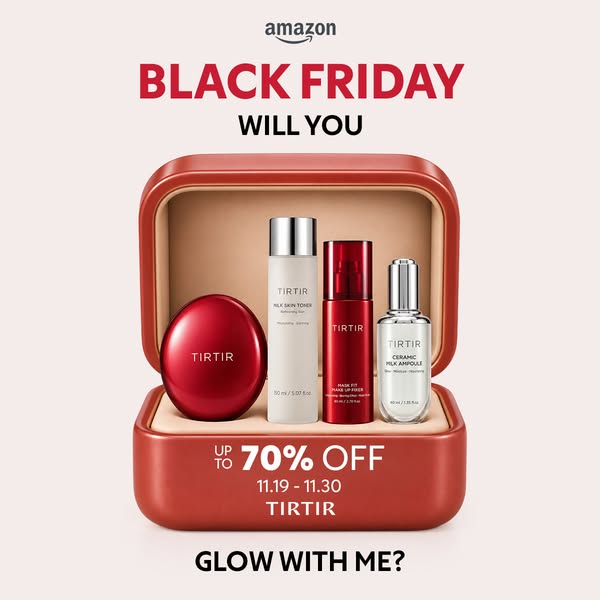 amazon
BLACK FRIDAY
WILL YOU
TIRTIR
TIRTIR
MILK SKIN TONER
TIRTIR
MASK FIT
MAKE UP FIXER
TIRTIR
CERAMIC
MILK AMPOULE
UP TO 70% OFF
11.19 - 11.30
TIRTIR
GLOW WITH ME?